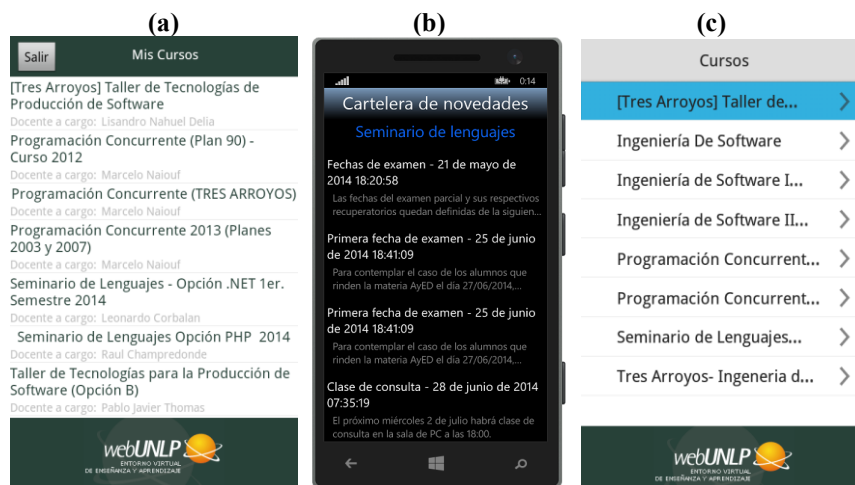 (a)
Salir
Mis Cursos
[Tres Arroyos] Taller de Tecnologías de
Producción de Software
Docente a cargo: Lisandro Nahuel Delia
Programación Concurrente (Plan 90) -
Curso 2012
Docente a cargo: Marcelo Naiouf
Programación Concurrente (TRES ARROYOS)
Docente a cargo: Marcelo Naiouf
Programación Concurrente 2013 (Planes
2003 y 2007)
Docente a cargo: Marcelo Naiouf
Seminario de Lenguajes - Opción .NET 1er.
Semestre 2014
Docente a cargo: Leonardo Corbalan
Seminario de Lenguajes Opción PHP 2014
Docente a cargo: Raul Champredonde
Taller de Tecnologías para la Producción de
Software (Opción B)
Docente a cargo: Pablo Javier Thomas
webUNLP
ENTORNO VIRTUAL
DE ENSEÑANZA Y APRENDIZAJE
(b)
0:14
Cartelera de novedades
Seminario de lenguajes
Fechas de examen - 21 de mayo de
2014 18:20:58
Las fechas del examen parcial y sus respectivos
recuperatorios quedan definidas de la siguien...
Primera fecha de examen - 25 de junio
de 2014 18:41:09
Para contemplar el caso de los alumnos que
rinden la materia AyED el dia 27/06/2014,...
Primera fecha de examen - 25 de junio
de 2014 18:41:09
Para contemplar el caso de los alumnos que
rinden la materia AyED el dia 27/06/2014,...
Clase de consulta - 28 de junio de 2014
07:35:19
El próximo miércoles 2 de julio habrá clase de
consulta en la sala de PC a las 18:00.
(c)
Cursos
[Tres Arroyos] Taller de...
Ingeniería De Software
Ingeniería de Software I...
Ingeniería de Software II...
Programación Concurrent...
Programación Concurrent...
Seminario de Lenguajes...
Tres Arroyos- Ingeneria d...
webUNLP
ENTORNO VIRTUAL
DE ENSEÑANZA Y APRENDIZAJE